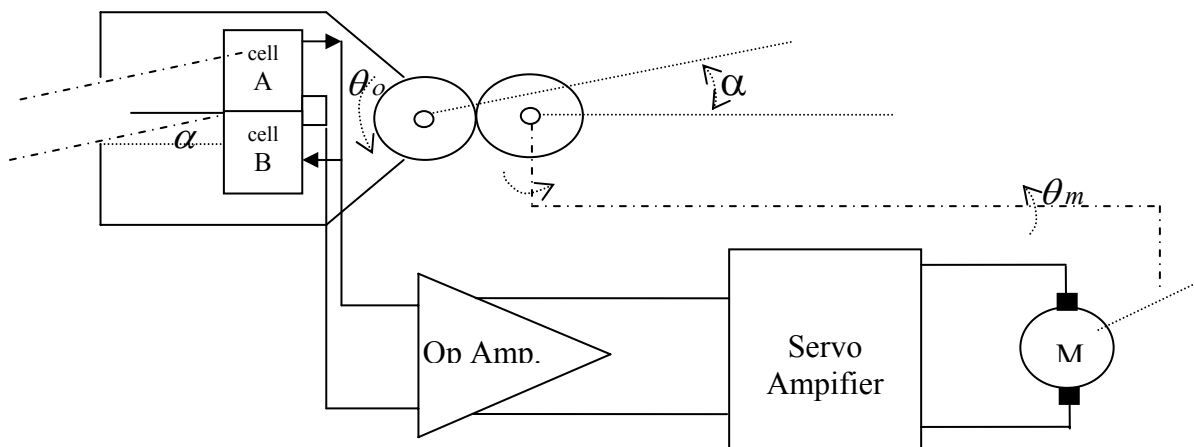 cell
A
θo
α
α
cell
B
θm
Op Amp.
Servo
Ampifier
M